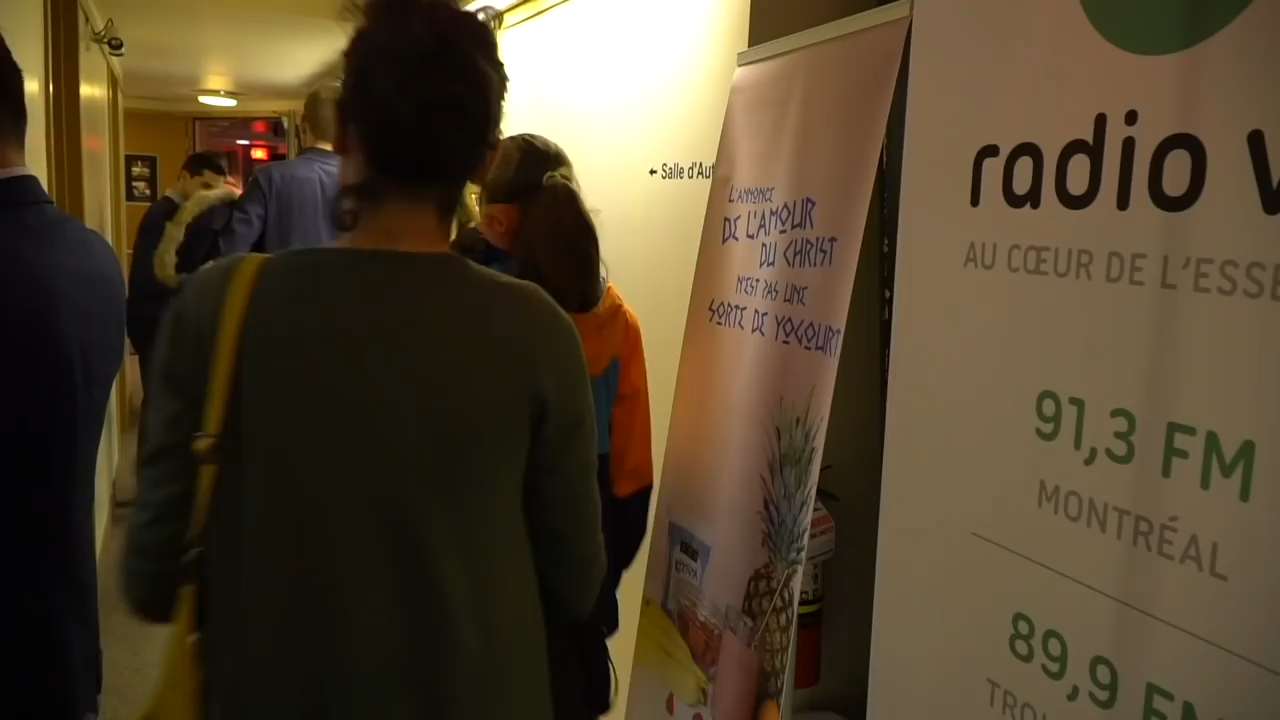 ← Salle d'Aut
L'ANNONCE
DE L'AMOUR
DU CHRIST
N'EST PAS UNE
SORTE DE YOGOURT
radio V
AU CŒUR DE L'ESSE
91,3 FM
MONTRÉAL
89,9 FM
TROI